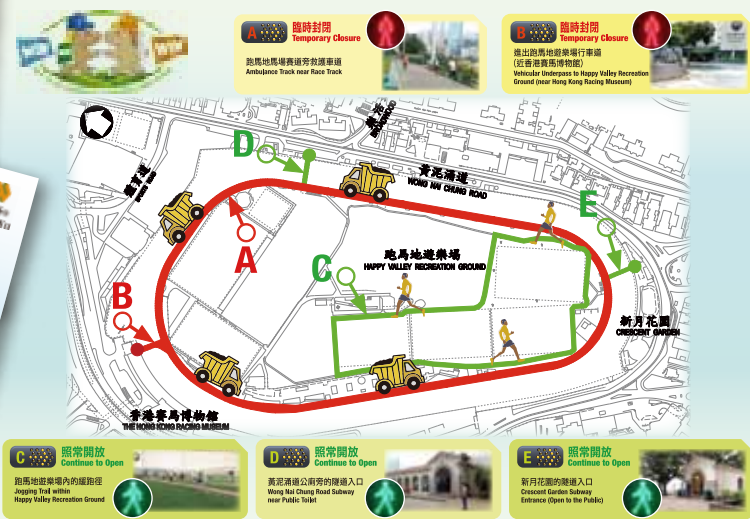 WIN
WIN
A
臨時封閉
Temporary Closure
跑馬地馬場賽道旁救護車道
Ambulance Track near Race Track
B
臨時封閉
Temporary Closure
進出跑馬地遊樂場行車道
(近香港賽馬博物館)
Vehicular Underpass to Happy Valley Recreation
Ground (near Hong Kong Racing Museum)
D
黃泥涌道
WONG NAI CHUNG ROAD
E
A
跑馬地遊樂場
HAPPY VALLEY RECREATION GROUND
C
B
新月花園
CRESCENT GARDEN
香港賽馬博物館
THE HONG KONG RACING MUSEUM
C
照常開放
Continue to Open
跑馬地遊樂場內的緩跑徑
Jogging Trail within
Happy Valley Recreation Ground
D
照常開放
Continue to Open
黃泥涌道公廁旁的隧道入口
Wong Nai Chung Road Subway
near Public Toilet
E
照常開放
Continue to Open
新月花園的隧道入口
Crescent Garden Subway
Entrance (Open to the Public)